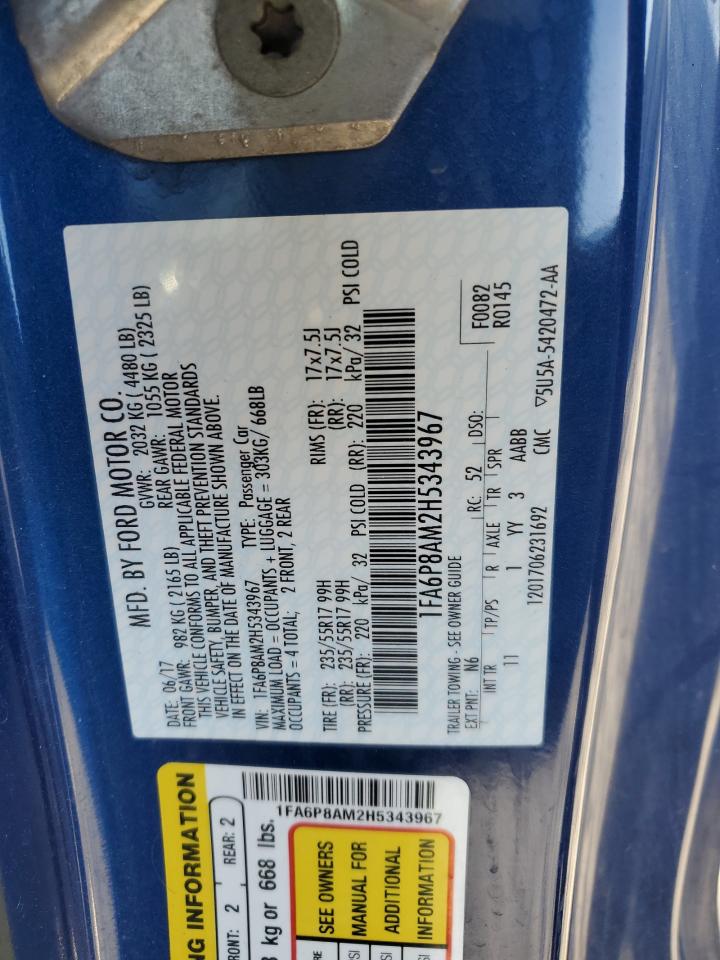 MFD. BY FORD MOTOR CO.
DATE: 06/17 GVWR: 2032 KG ( 4480 LB)
FRONT GAWR: 982 KG ( 2165 LB) REAR GAWR: 1055 KG ( 2325 LB)
THIS VEHICLE CONFORMS TO ALL APPLICABLE FEDERAL MOTOR
VEHICLE SAFETY, BUMPER, AND THEFT PREVENTION STANDARDS
IN EFFECT ON THE DATE OF MANUFACTURE SHOWN ABOVE.
VIN: 1FA6P8AM2H5343967 TYPE: Passenger Car
MAXIMUM LOAD = OCCUPANTS + LUGGAGE = 303KG/ 668LB
OCCUPANTS = 4 TOTAL; 2 FRONT, 2 REAR
TIRE (FR): 235/55R17 99H RIMS (FR): 17x7.5J
(RR): 235/55R17 99H (RR): 17x7.5J
PRESSURE (FR): 220 kPa/ 32 PSI COLD (RR): 220 kPa/ 32 PSI COLD
1FA6P8AM2H5343967
TRAILER TOWING - SEE OWNER GUIDE
EXT PNT: N6 RC: 52 DSO: F0082
R0145
INT TR TP/PS R AXLE TR SPR
11 1 YY 3 AABB
1201706231692 CMC ▽5U5A-5420472-AA
NG INFORMATION
FRONT: 2 REAR: 2
kg or 668 lbs.
1FA6P8AM2H5343967
SEE OWNERS
MANUAL FOR
ADDITIONAL
INFORMATION